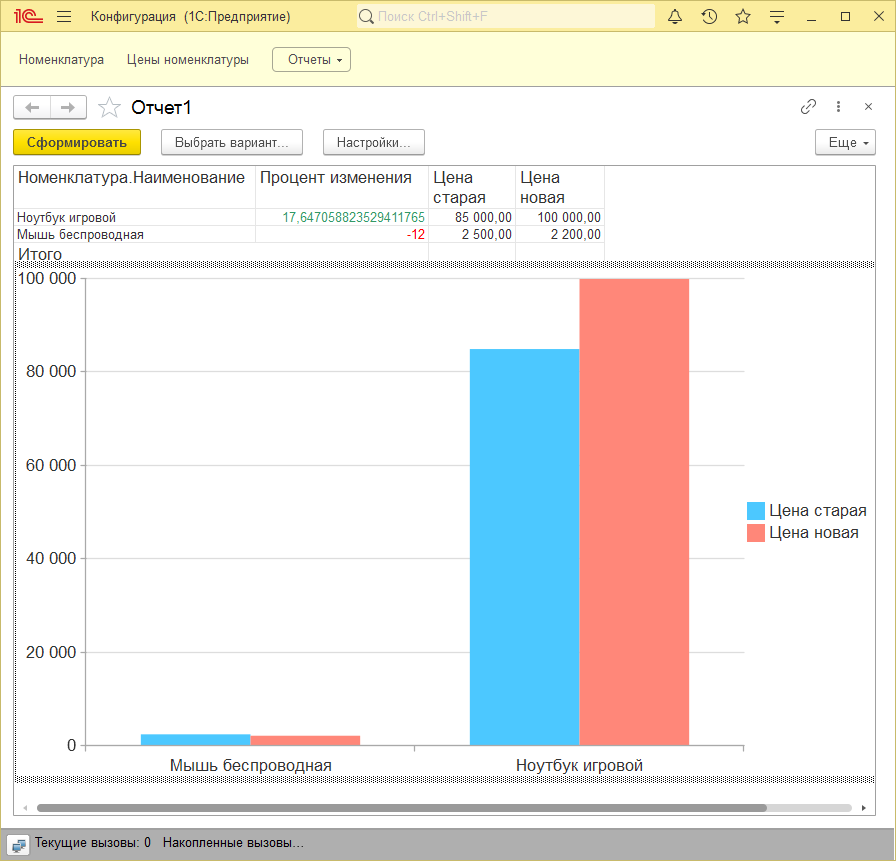 1С Конфигурация (1С:Предприятие) Поиск Ctrl+Shift+F
Номенклатура Цены номенклатуры Отчеты
Отчет1
Сформировать Выбрать вариант... Настройки... Еще
Номенклатура.Наименование Процент изменения Цена старая Цена новая
Ноутбук игровой 17,647058823529411765 85 000,00 100 000,00
Мышь беспроводная -12 2 500,00 2 200,00
Итого
100 000
80 000
60 000
40 000
20 000
0
Мышь беспроводная Ноутбук игровой
Цена старая
Цена новая
Текущие вызовы: 0 Накопленные вызовы...